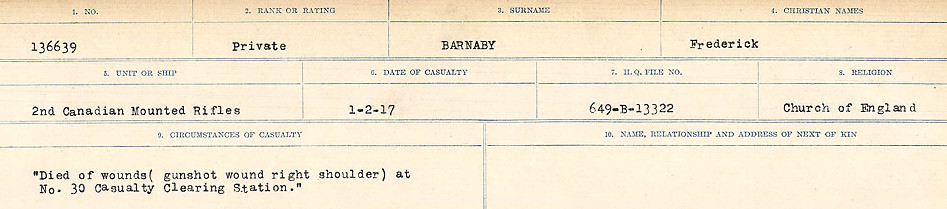 1. NO. 2. RANK OR RATING 3. SURNAME 4. CHRISTIAN NAMES
136639 Private BARNABY Frederick
5. UNIT OR SHIP 6. DATE OF CASUALTY 7. H.Q. FILE NO. 8. RELIGION
2nd Canadian Mounted Rifles 1-2-17 649-B-13322 Church of England
9. CIRCUMSTANCES OF CASUALTY 10. NAME, RELATIONSHIP AND ADDRESS OF NEXT OF KIN
"Died of wounds( gunshot wound right shoulder) at
No. 30 Casualty Clearing Station."